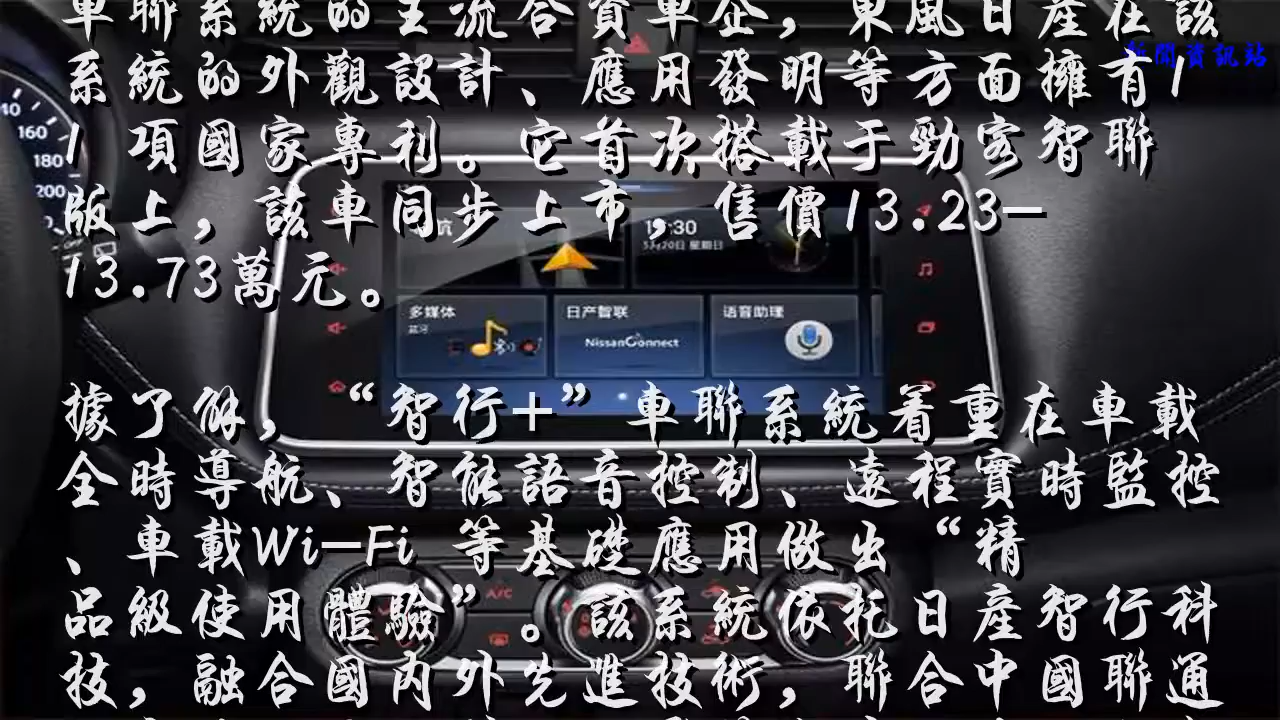 車聯系統的主流合資車企，東風日產在該
新聞資訊站
系統的外觀設計、應用發明等方面擁有1
1 項國家專利。它首次搭載于勁客智聯
版上，該車同步上市，售價13.23-
13.73萬元。
多媒体
蓝牙
日产智联
NissanConnect
语音助理
據了解，“智行+”車聯系統着重在車載
全時導航、智能語音控制、遠程實時監控
、車載Wi-Fi 等基礎應用做出“精
品級使用體驗”。該系統依托日產智行科
技，融合國内外先進技術，聯合中國聯通
40
160
180
200
A/C